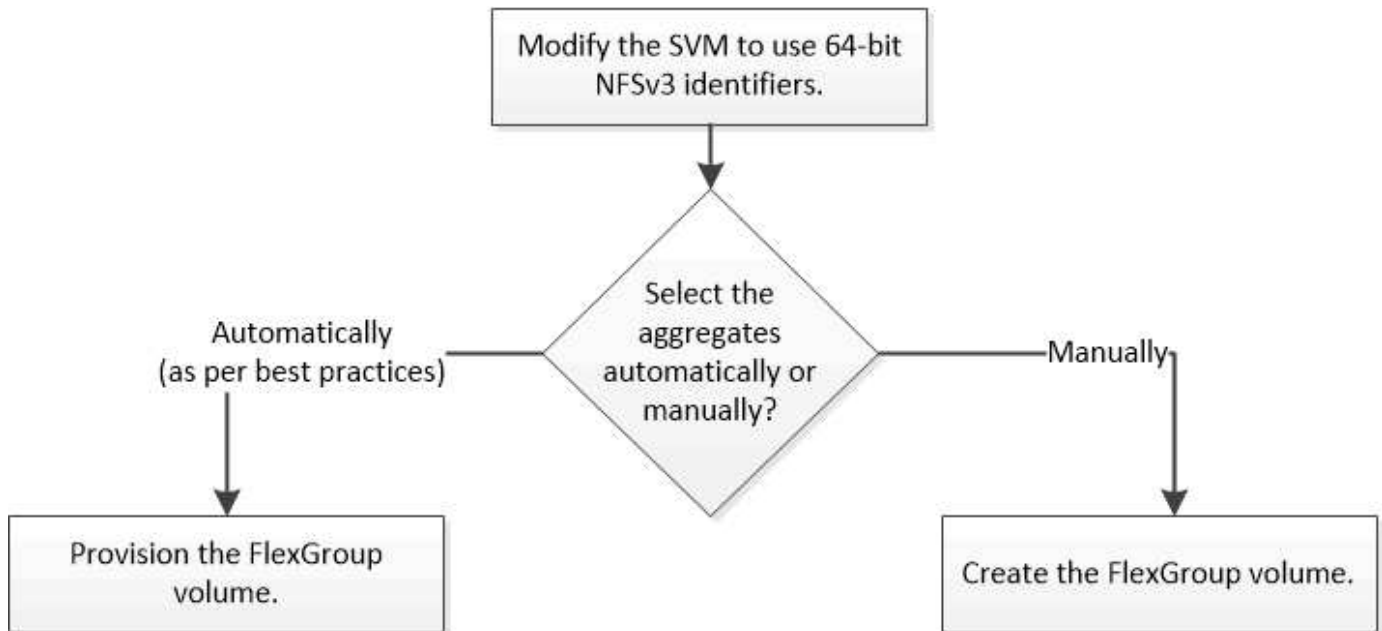 Modify the SVM to use 64-bit
NFSv3 identifiers.
Select the
aggregates
automatically or
manually?
Automatically
(as per best practices)
Manually
Provision the FlexGroup
volume.
Create the FlexGroup volume.